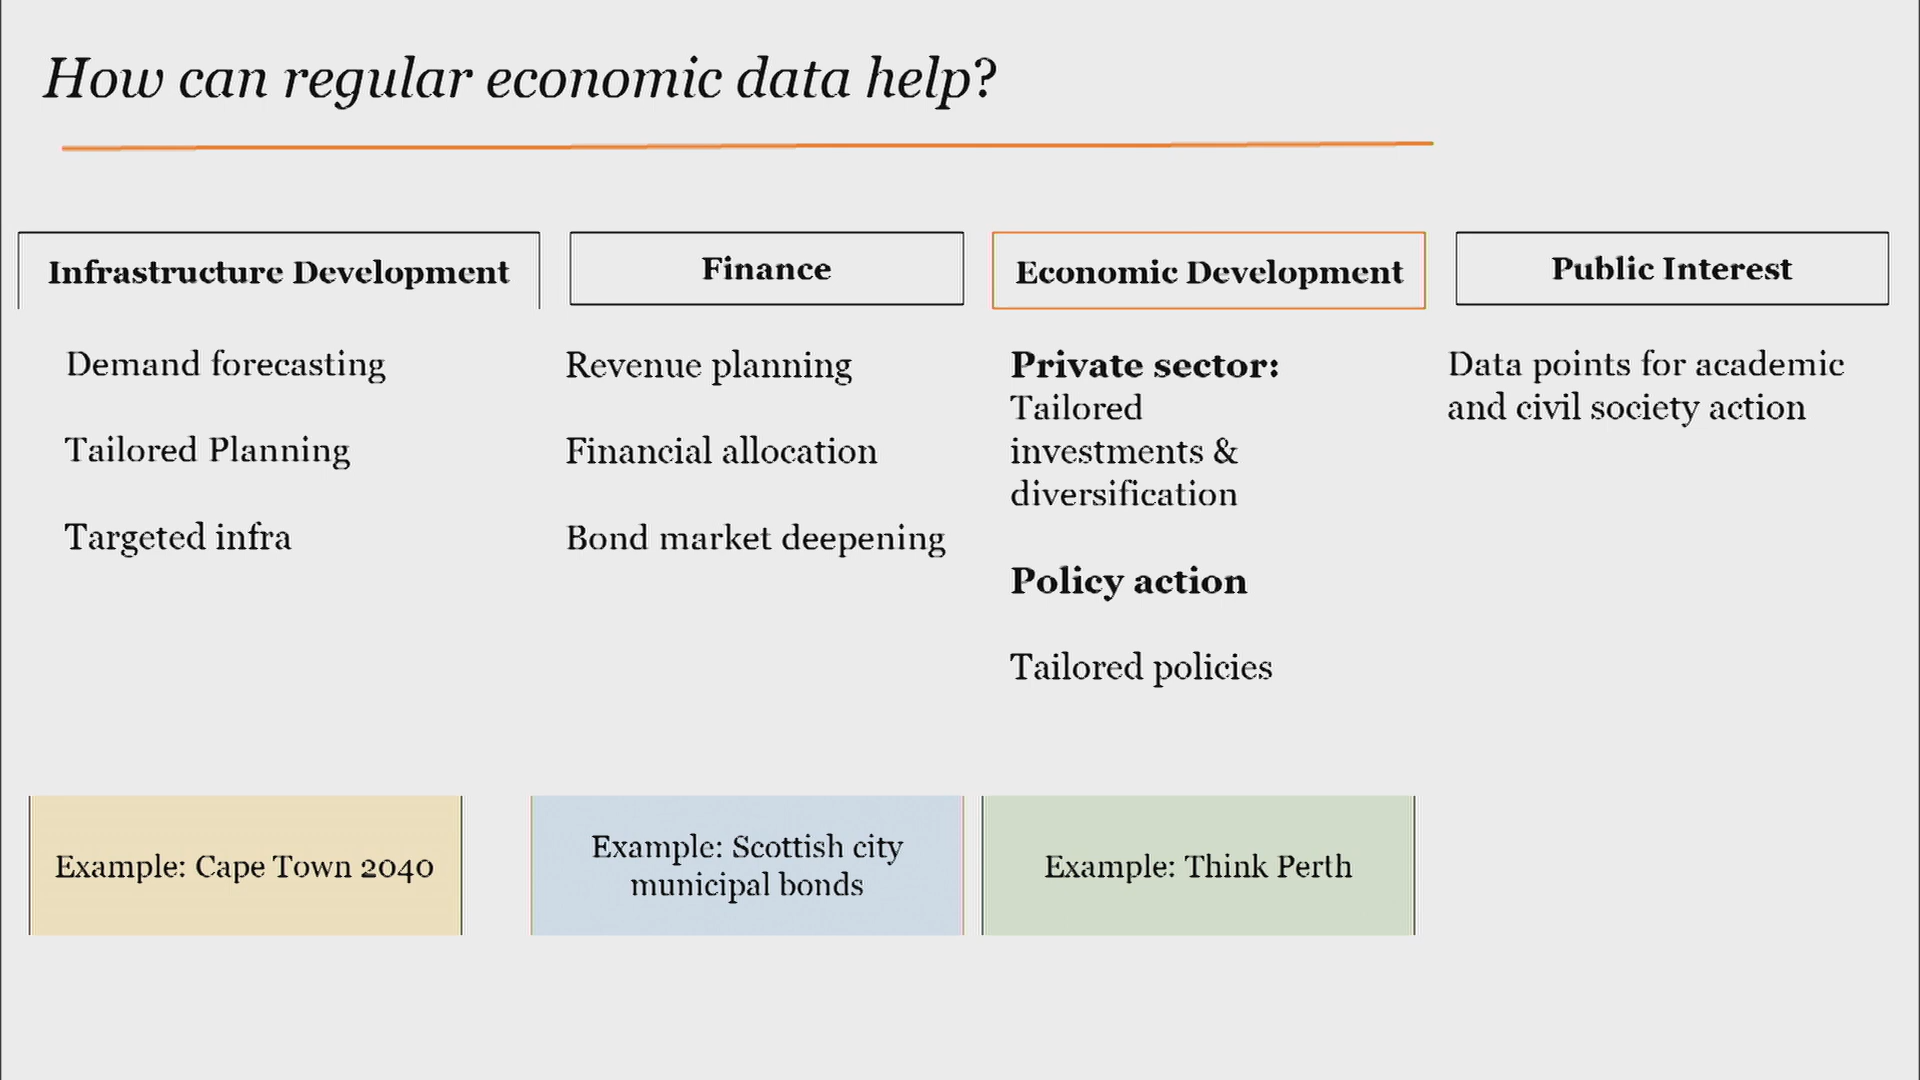 How can regular economic data help?
Infrastructure Development
Demand forecasting
Tailored Planning
Targeted infra
Example: Cape Town 2040
Finance
Revenue planning
Financial allocation
Bond market deepening
Example: Scottish city
municipal bonds
Economic Development
Private sector:
Tailored
investments &
diversification
Policy action
Tailored policies
Example: Think Perth
Public Interest
Data points for academic
and civil society action